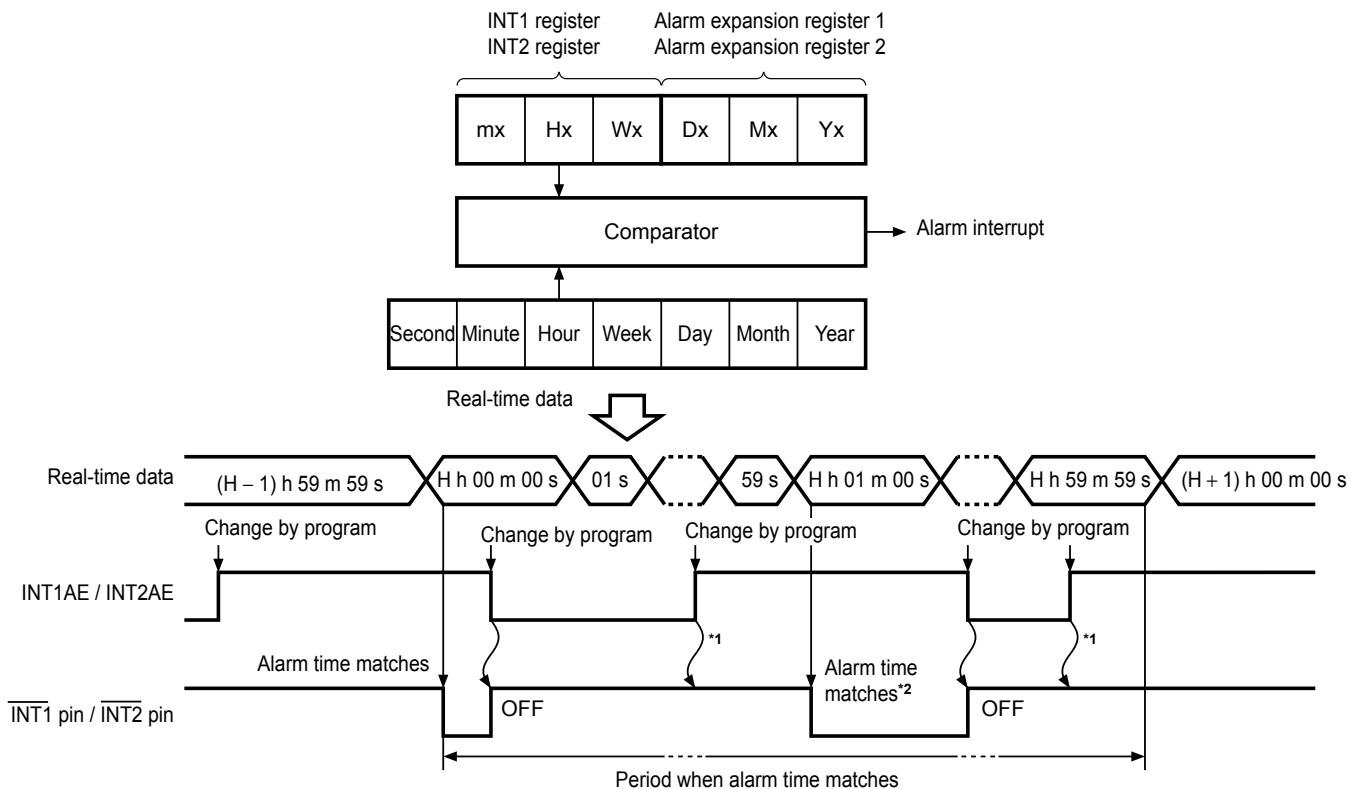 INT1 register
INT2 register
Alarm expansion register 1
Alarm expansion register 2
mx Hx Wx Dx Mx Yx
Comparator
Alarm interrupt
Second Minute Hour Week Day Month Year
Real-time data
Real-time data
(H − 1) h 59 m 59 s
H h 00 m 00 s
01 s
59 s
H h 01 m 00 s
H h 59 m 59 s
(H + 1) h 00 m 00 s
Change by program
Change by program
Change by program
Change by program
INT1AE / INT2AE
*1
*1
Alarm time matches
Alarm time
matches*2
INT1 pin / INT2 pin
OFF
OFF
Period when alarm time matches